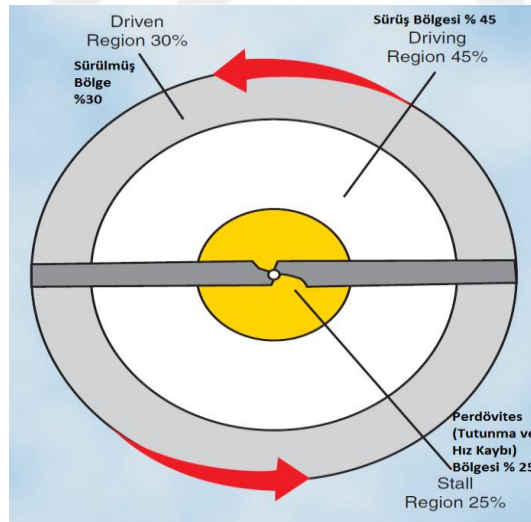 Driven
Region 30%
Sürülmüş
Bölge
%30
Sürüş Bölgesi % 45
Driving
Region 45%
Perdövites
(Tutunma ve
Hız Kaybı)
Bölgesi % 25
Stall
Region 25%